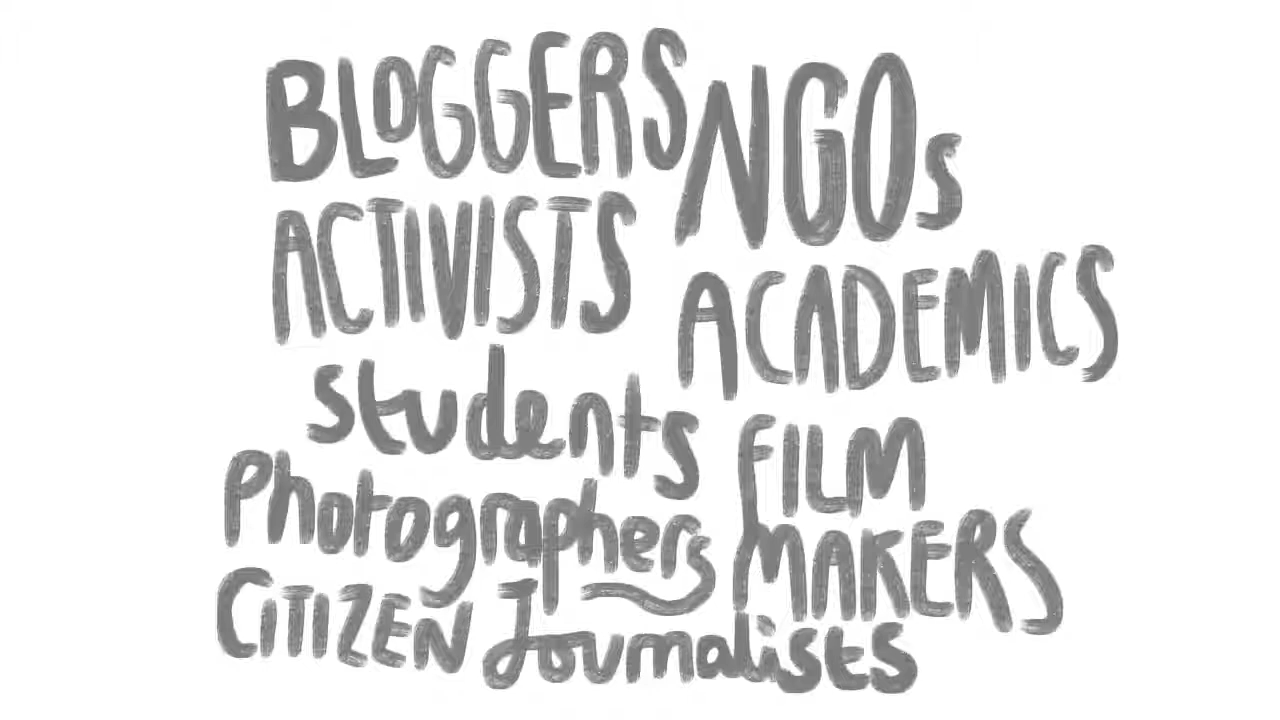 BLOGGERS
NGOs
ACTIVISTS
ACADEMICS
students
FILM
Photographers
MAKERS
CITIZEN Journalists